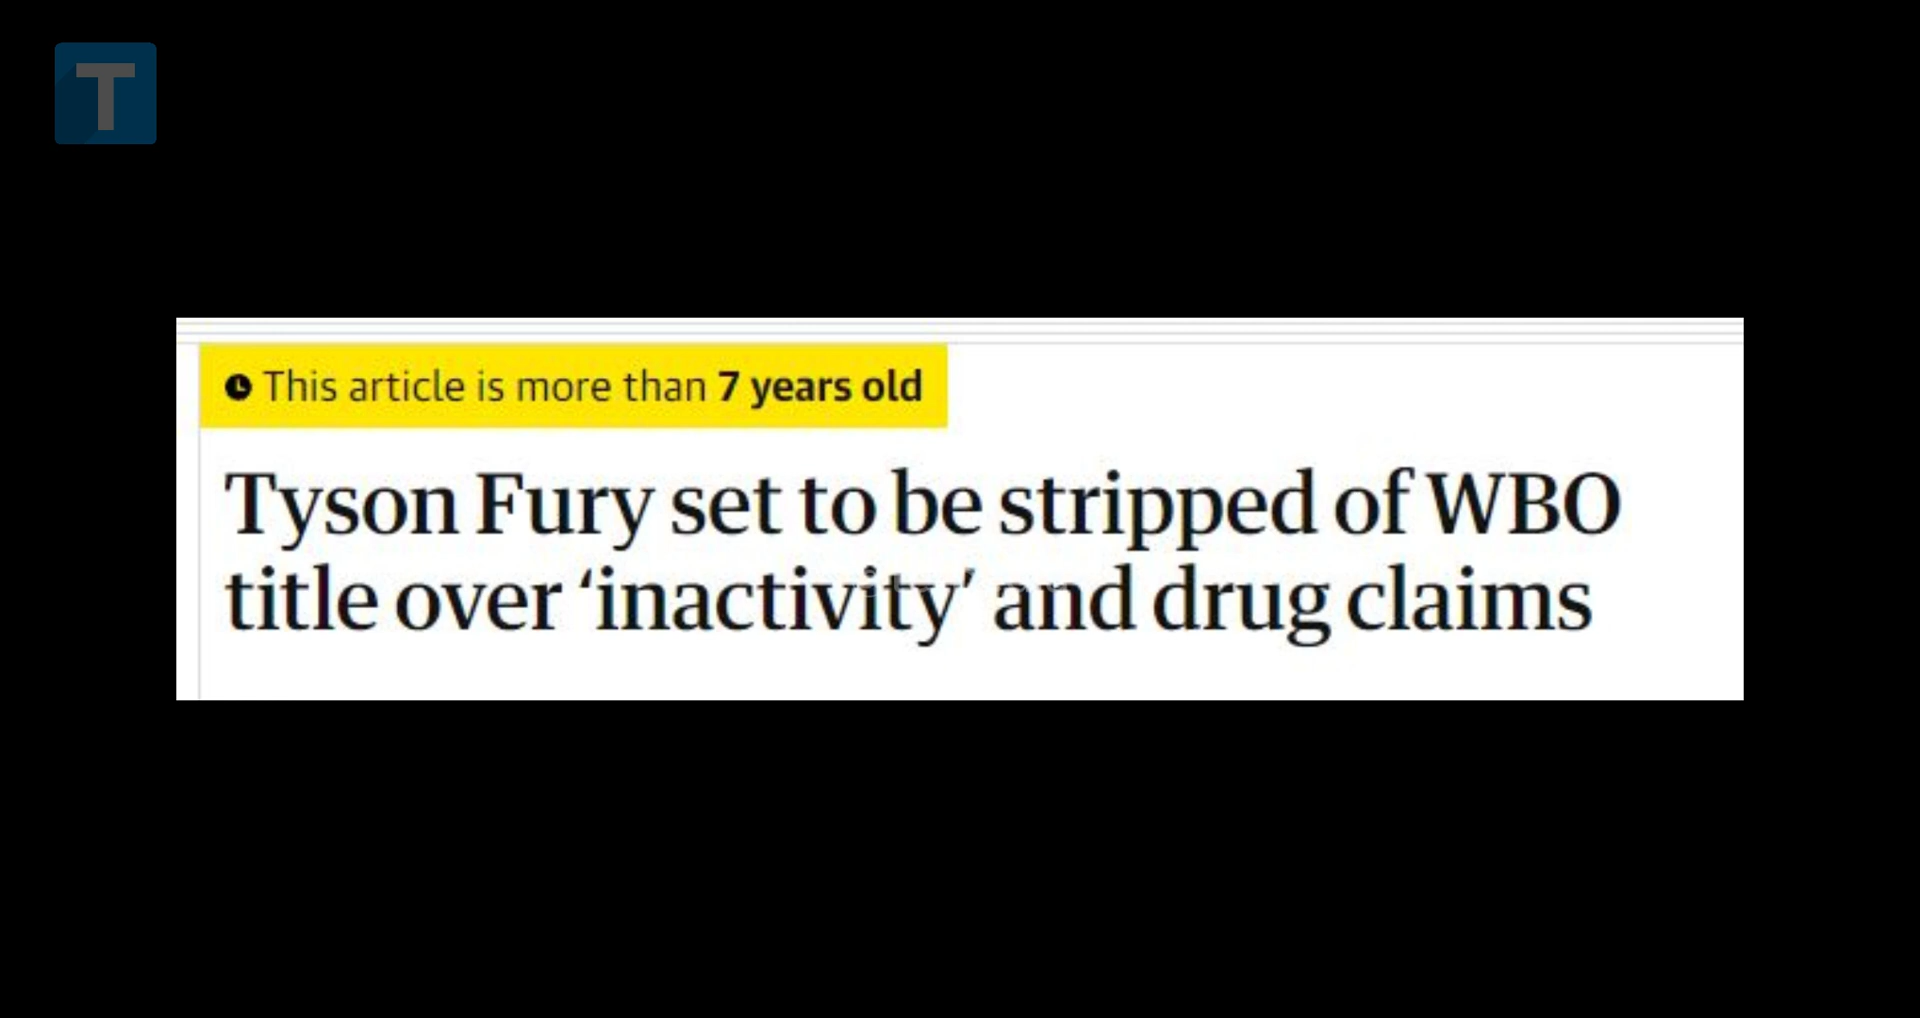 T
This article is more than 7 years old
Tyson Fury set to be stripped of WBO
title over ‘inactivity’ and drug claims